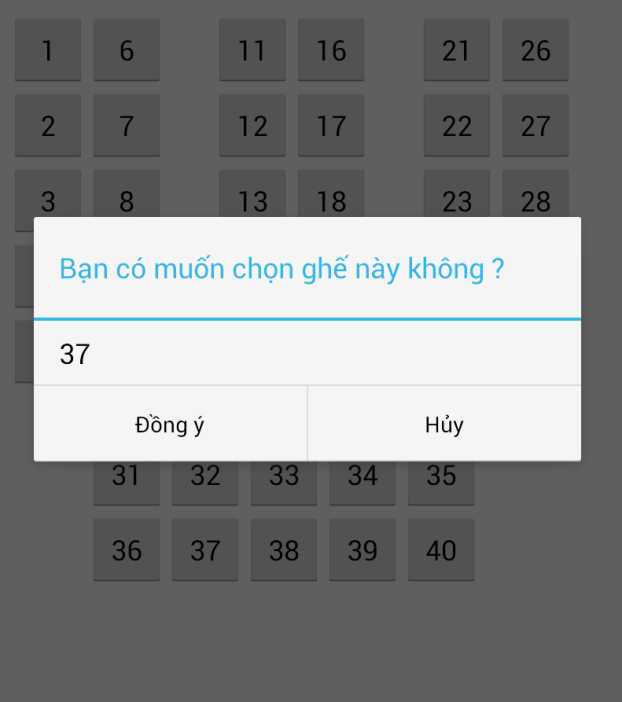 1 6 11 16 21 26
2 7 12 17 22 27
3 8 13 18 23 28
Bạn có muốn chọn ghế này không ?
37
Đồng ý Hủy
31 32 33 34 35
36 37 38 39 40